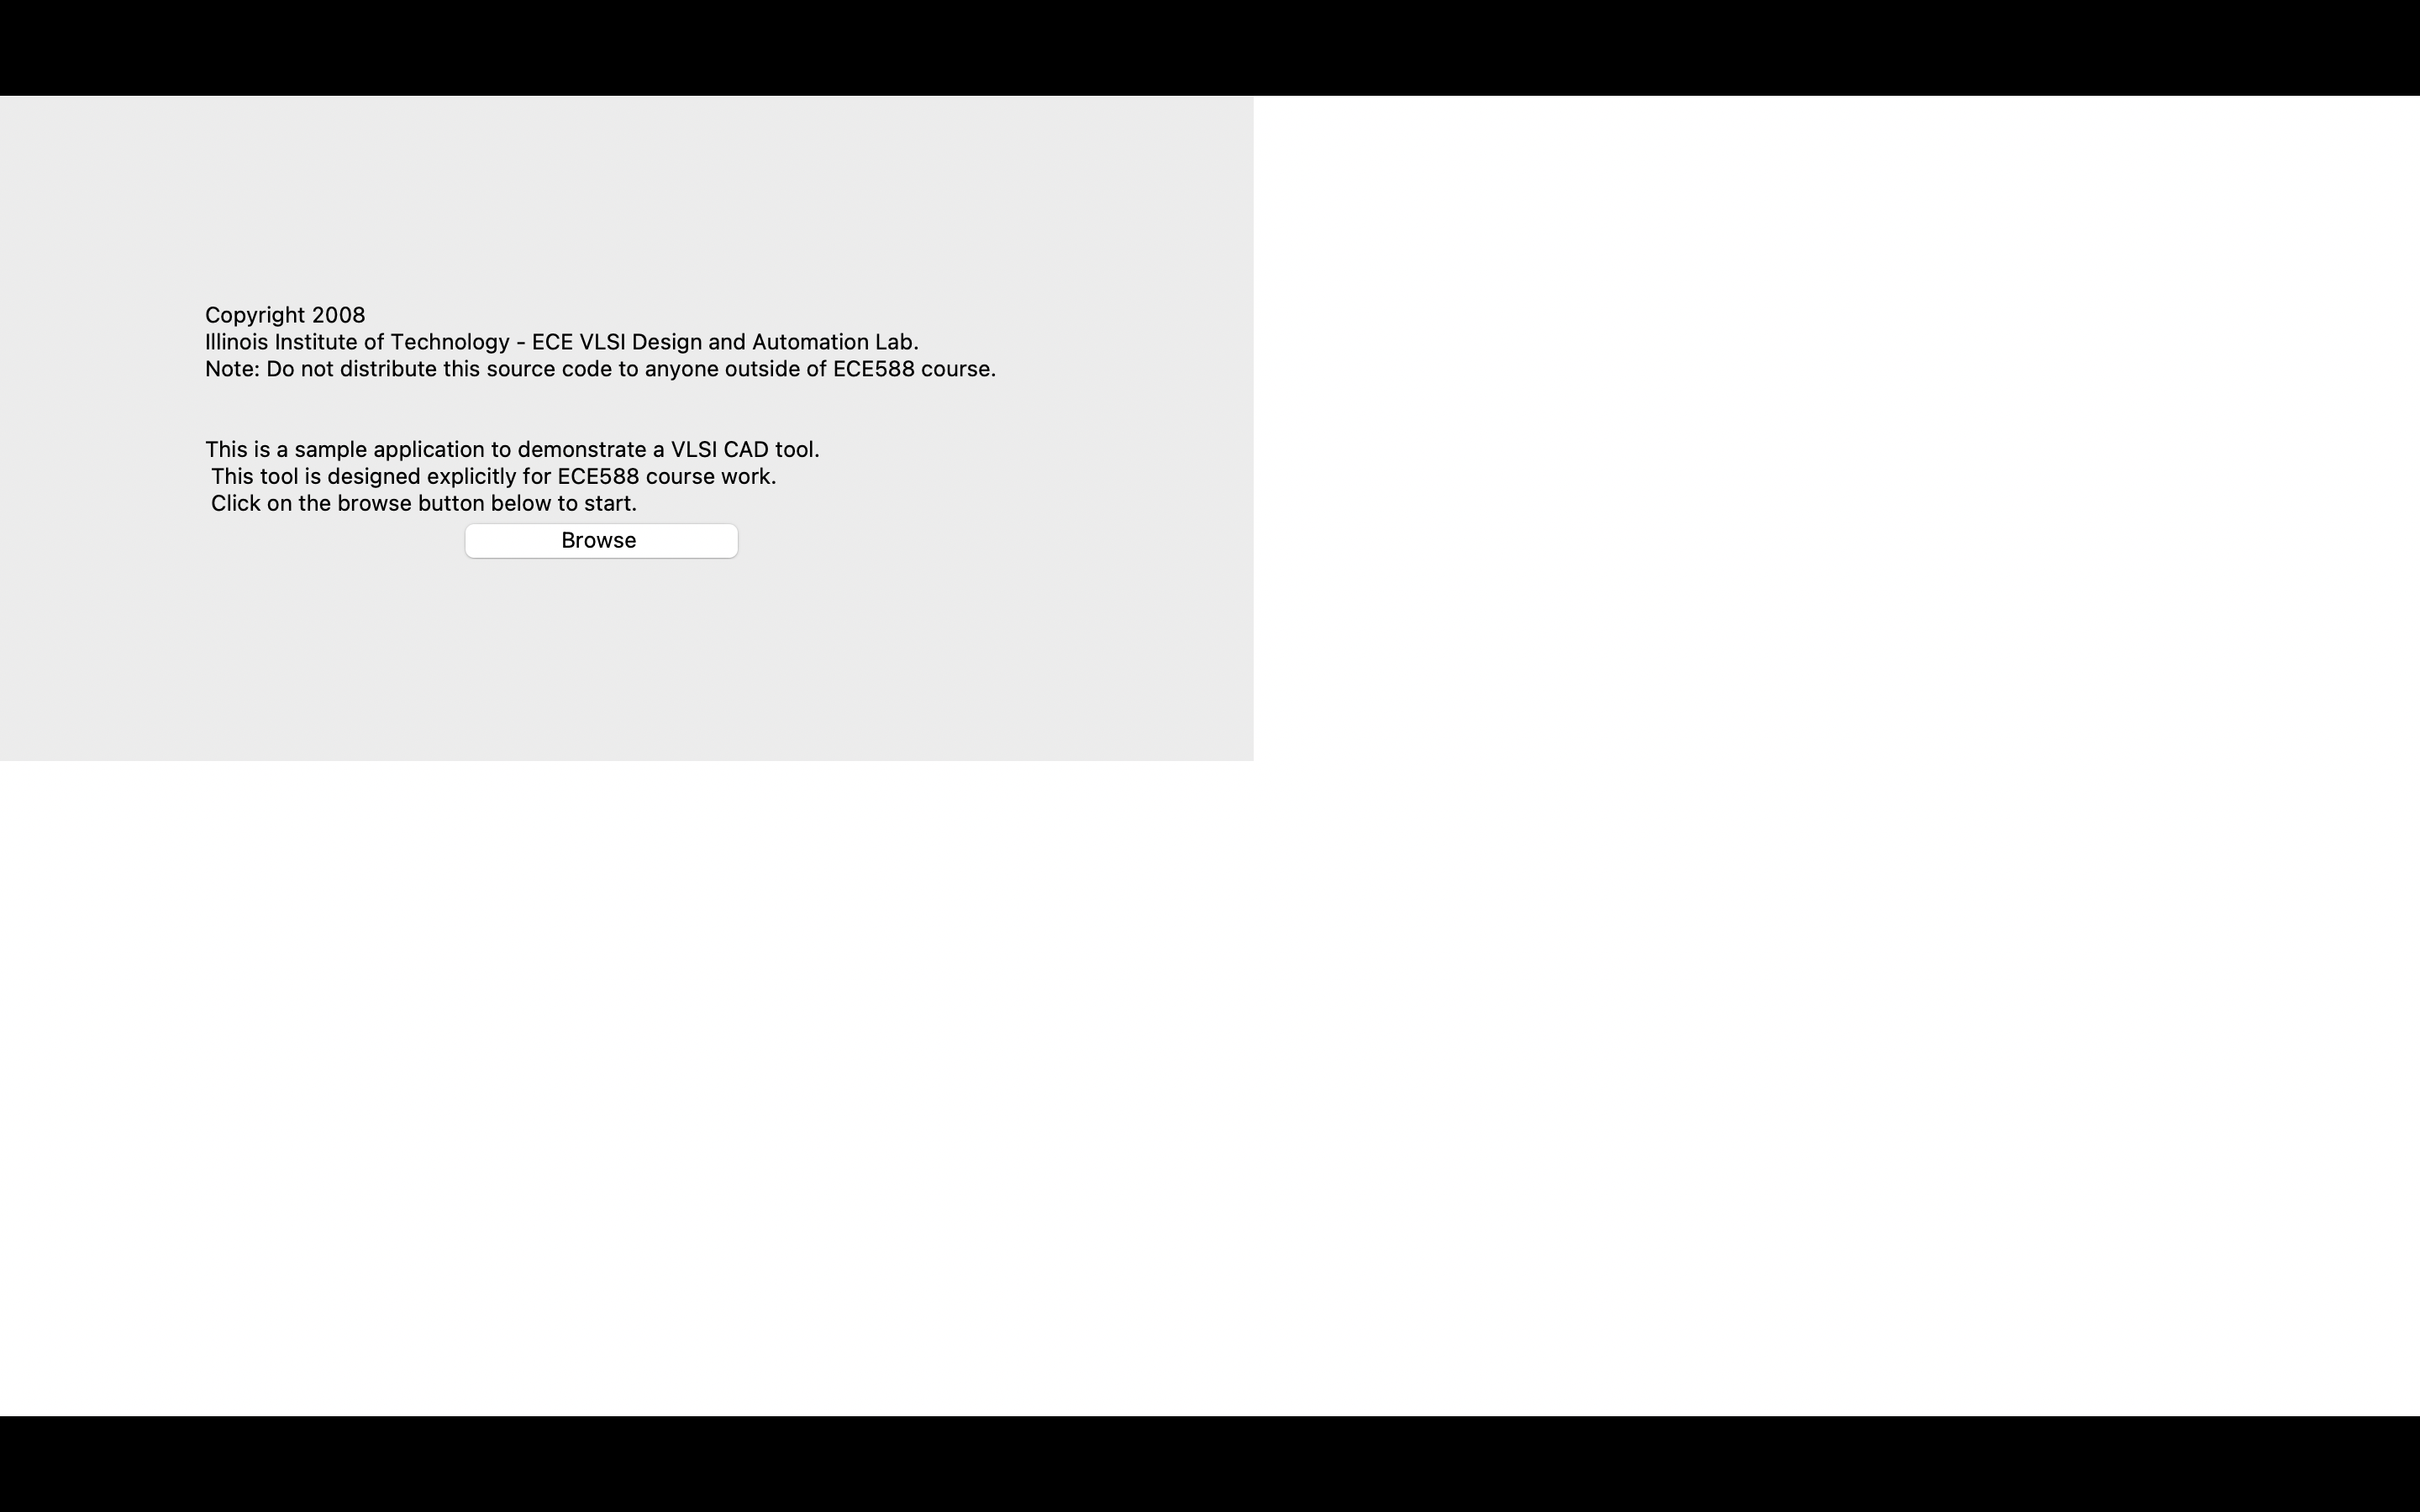 Copyright 2008
Illinois Institute of Technology - ECE VLSI Design and Automation Lab.
Note: Do not distribute this source code to anyone outside of ECE588 course.
This is a sample application to demonstrate a VLSI CAD tool.
This tool is designed explicitly for ECE588 course work.
Click on the browse button below to start.
Browse